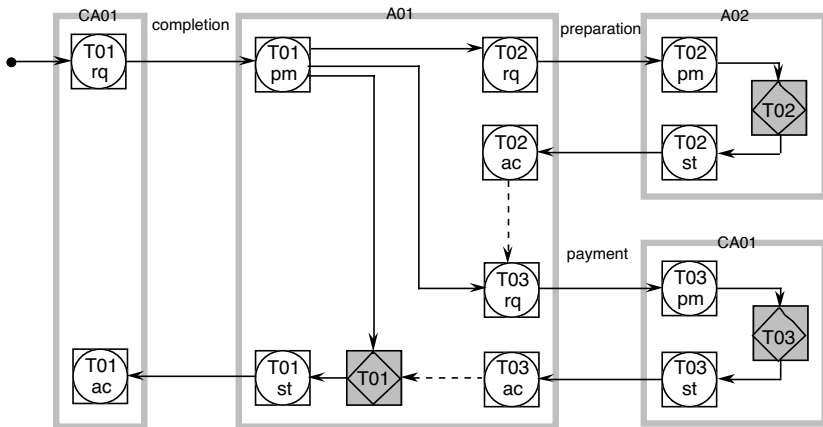 CA01
completion
A01
preparation
A02
T01
rq
T01
pm
T02
rq
T02
pm
T02
T02
ac
T02
st
payment
CA01
T03
rq
T03
pm
T03
T01
ac
T01
st
T01
T03
ac
T03
st